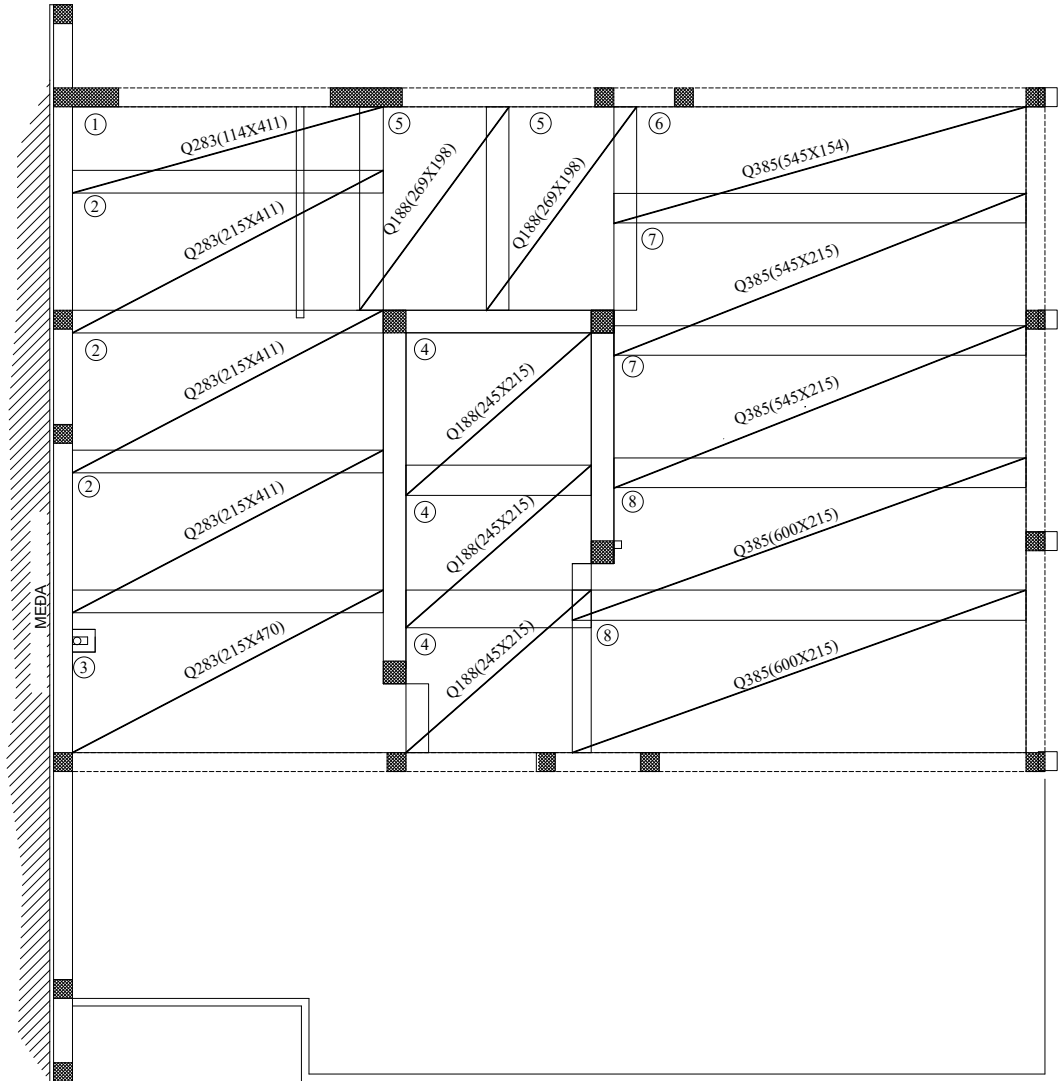 1
Q283(114X411)
5
5
6
Q188(269X198)
Q188(269X198)
Q385(545X154)
2
Q283(215X411)
7
Q385(545X215)
2
Q283(215X411)
4
Q188(245X215)
7
Q385(545X215)
2
Q283(215X411)
4
Q188(245X215)
8
Q385(600X215)
MEĐA
3
Q283(215X470)
4
Q188(245X215)
8
Q385(600X215)